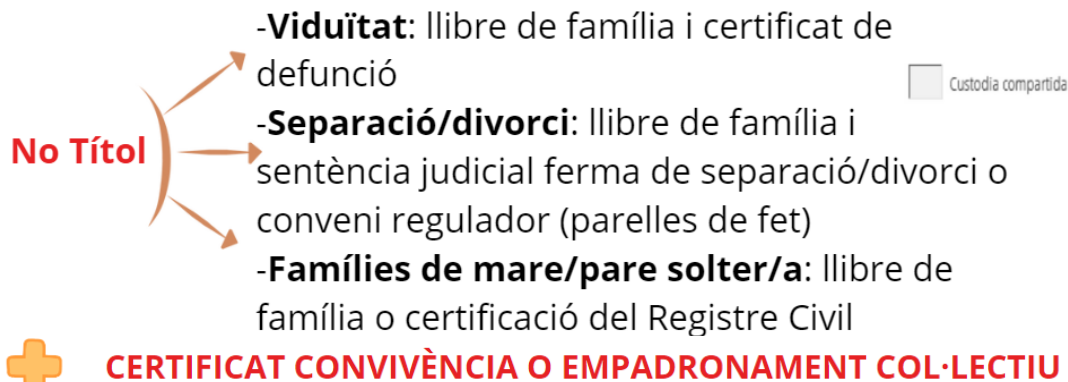 -Viduïtat: llibre de família i certificat de
defunció
Custodia compartida
-Separació/divorci: llibre de família i
No Títol
sentència judicial ferma de separació/divorci o
conveni regulador (parelles de fet)
-Famílies de mare/pare solter/a: llibre de
família o certificació del Registre Civil
CERTIFICAT CONVIVÈNCIA O EMPADRONAMENT COL·LECTIU